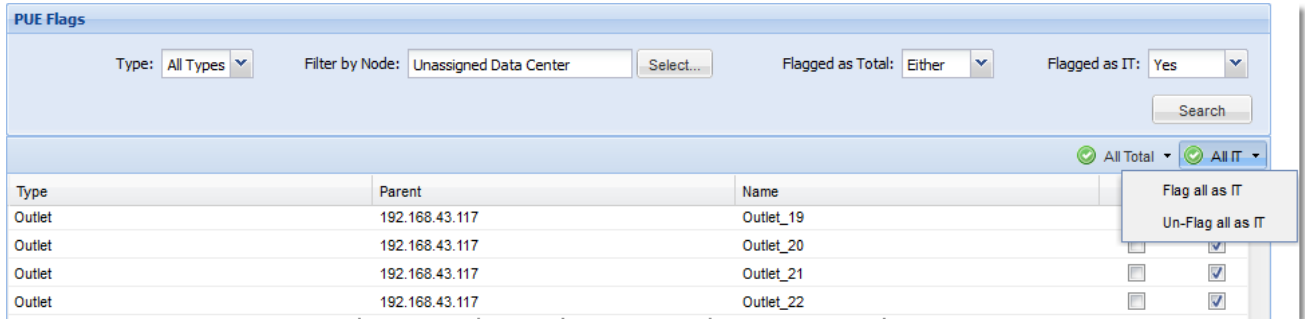 PUE Flags
Type: All Types Filter by Node: Unassigned Data Center Select... Flagged as Total: Either Flagged as IT: Yes
Search
All Total All IT
Type Parent Name
Flag all as IT
Outlet 192.168.43.117 Outlet_19
Un-Flag all as IT
Outlet 192.168.43.117 Outlet_20
Outlet 192.168.43.117 Outlet_21
Outlet 192.168.43.117 Outlet_22